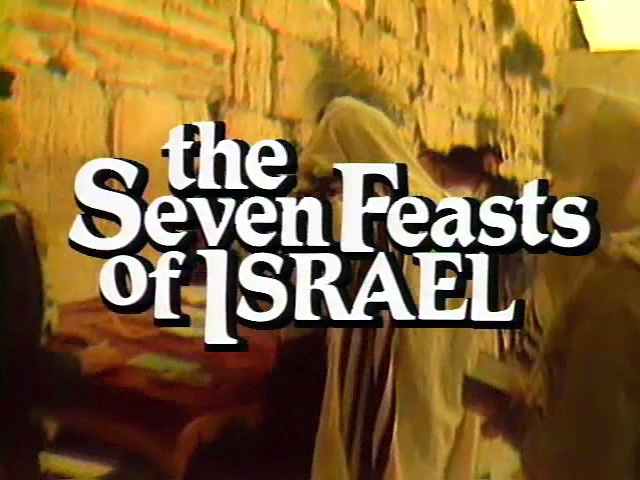 the
Seven Feasts
of ISRAEL